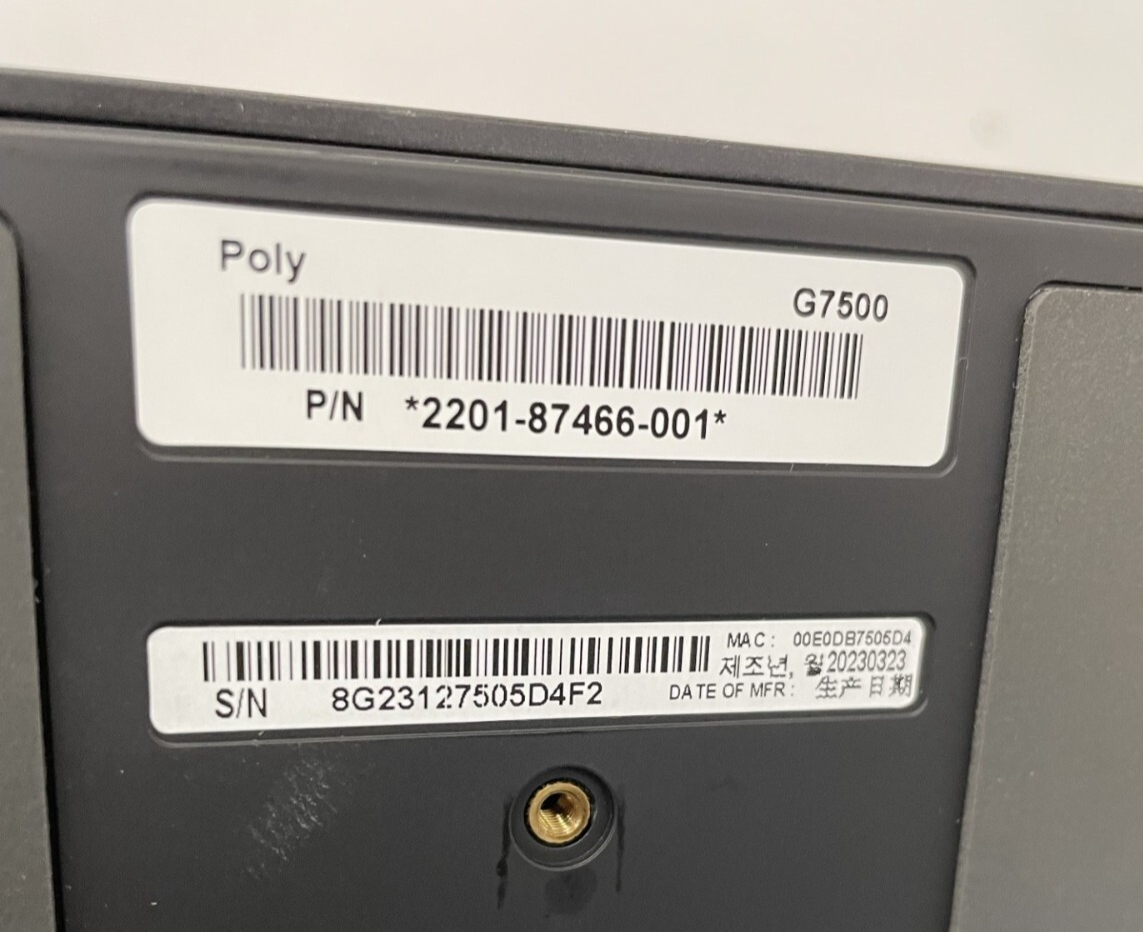 Poly
G7500
P/N *2201-87466-001*
MAC: 00E0DB7505D4
제조년, 월 20230323
S/N 8G23127505D4F2
DATE OF MFR: 生产日期